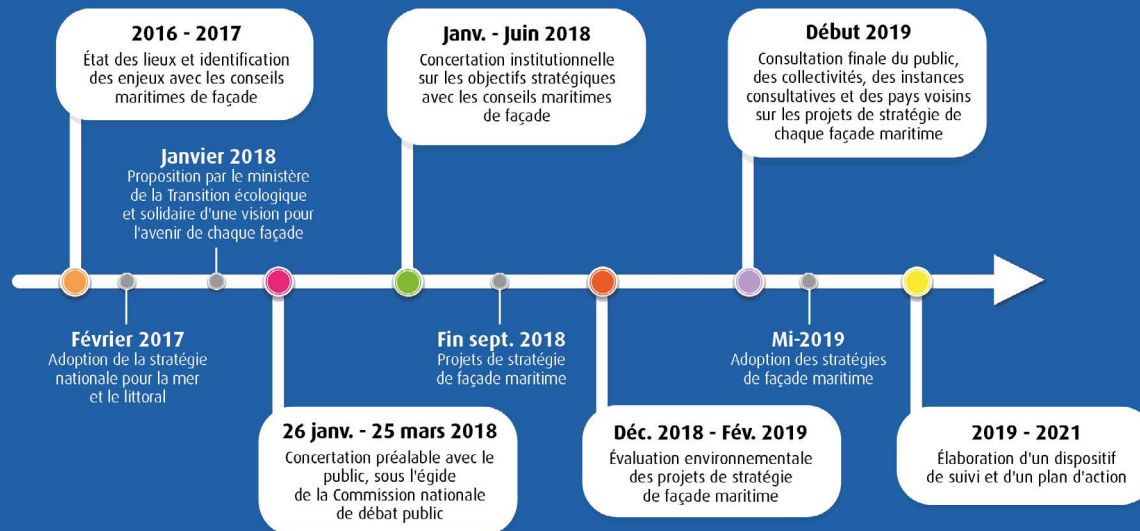 2016 - 2017
État des lieux et identification
des enjeux avec les conseils
maritimes de façade
Janv. - Juin 2018
Concertation institutionnelle
sur les objectifs stratégiques
avec les conseils maritimes
de façade
Début 2019
Consultation finale du public,
des collectivités, des instances
consultatives et des pays voisins
sur les projets de stratégie de
chaque façade maritime
Janvier 2018
Proposition par le ministère
de la Transition écologique
et solidaire d'une vision pour
l'avenir de chaque façade
Février 2017
Adoption de la stratégie
nationale pour la mer
et le littoral
Fin sept. 2018
Projets de stratégie
de façade maritime
Mi-2019
Adoption des stratégies
de façade maritime
26 janv. - 25 mars 2018
Concertation préalable avec le
public, sous l'égide
de la Commission nationale
de débat public
Déc. 2018 - Fév. 2019
Évaluation environnementale
des projets de stratégie
de façade maritime
2019 - 2021
Élaboration d'un dispositif
de suivi et d'un plan d'action